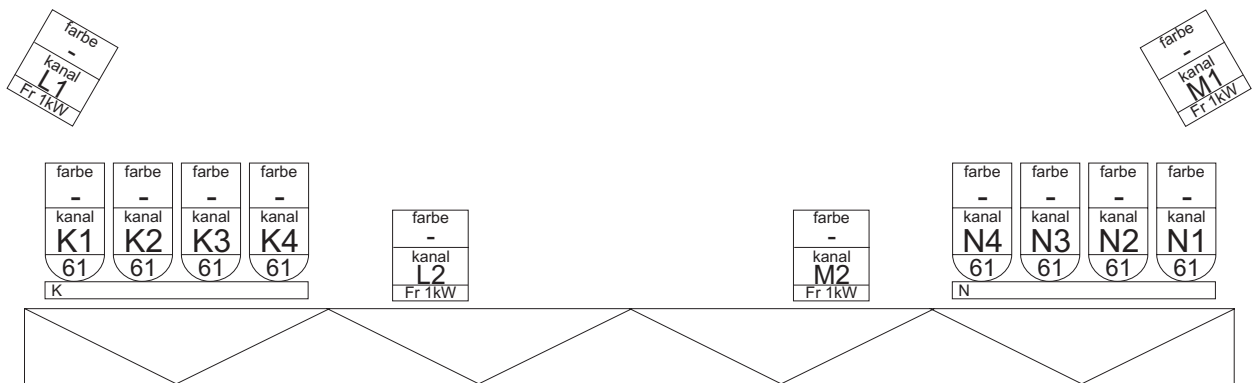 farbe
-
kanal
L1
Fr 1kW
farbe
-
kanal
M1
Fr 1kW
farbe farbe farbe farbe
- - - -
kanal kanal kanal kanal
K1 K2 K3 K4
61 61 61 61
K
farbe
-
kanal
L2
Fr 1kW
farbe
-
kanal
M2
Fr 1kW
farbe farbe farbe farbe
- - - -
kanal kanal kanal kanal
N4 N3 N2 N1
61 61 61 61
N